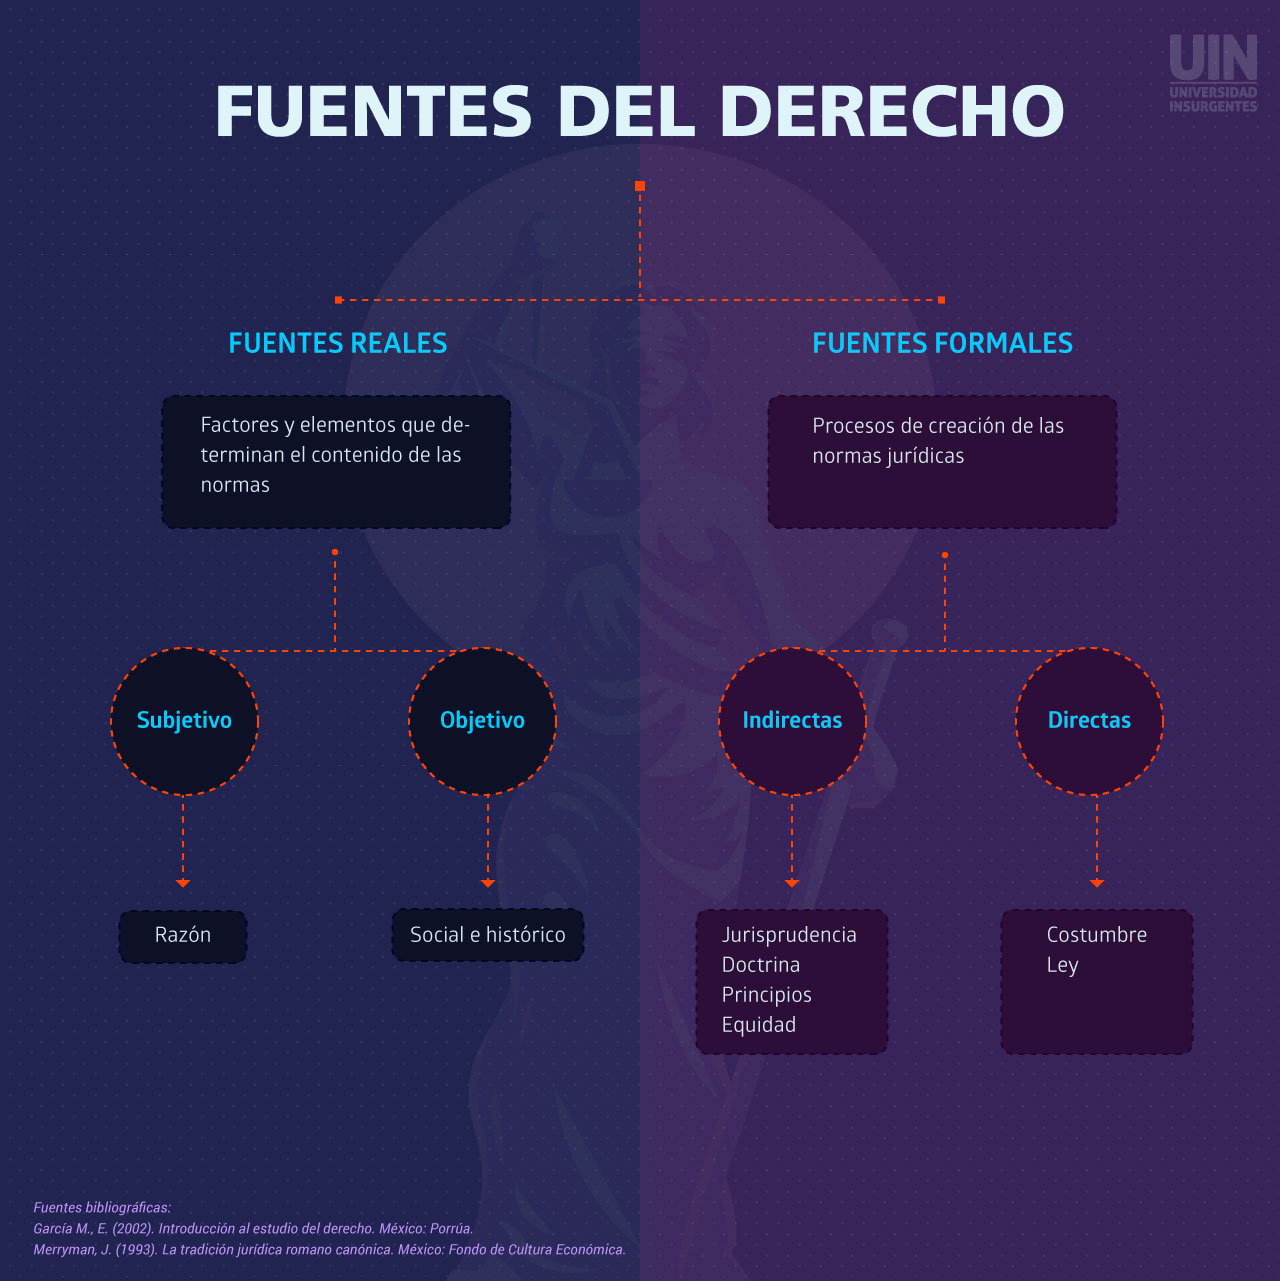 UIN
UNIVERSIDAD
INSURGENTES
FUENTES DEL DERECHO
FUENTES REALES
Factores y elementos que de-
terminan el contenido de las
normas
Subjetivo
Objetivo
Razón
Social e histórico
FUENTES FORMALES
Procesos de creación de las
normas jurídicas
Indirectas
Directas
Jurisprudencia
Doctrina
Principios
Equidad
Costumbre
Ley
Fuentes bibliográficas:
García M., E. (2002). Introducción al estudio del derecho. México: Porrúa.
Merryman, J. (1993). La tradición jurídica romano canónica. México: Fondo de Cultura Económica.